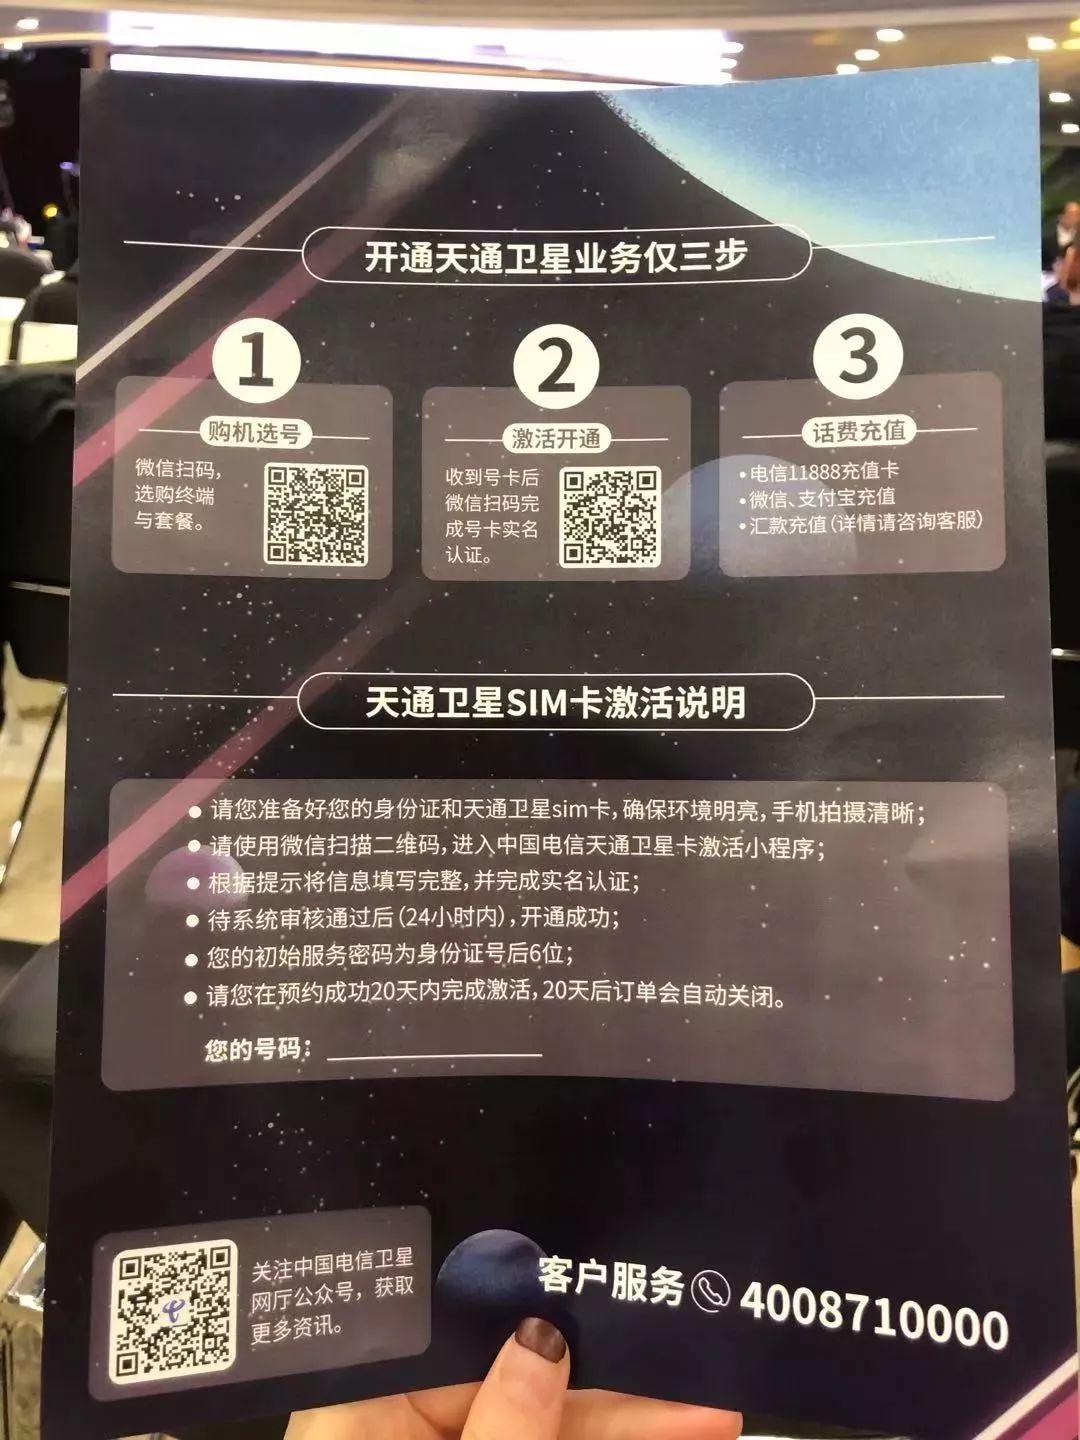 开通天通卫星业务仅三步
1
购机选号
微信扫码，
选购终端
与套餐。
2
激活开通
收到号卡后
微信扫码完
成号卡实名
认证。
3
话费充值
•电信11888充值卡
•微信、支付宝充值
•汇款充值（详情请咨询客服）
天通卫星SIM卡激活说明
● 请您准备好您的身份证和天通卫星sim卡，确保环境明亮，手机拍摄清晰；
● 请使用微信扫描二维码，进入中国电信天通卫星卡激活小程序；
● 根据提示将信息填写完整，并完成实名认证；
● 待系统审核通过后（24小时内），开通成功；
● 您的初始服务密码为身份证号后6位；
● 请您在预约成功20天内完成激活，20天后订单会自动关闭。
您的号码：
关注中国电信卫星
网厅公众号，获取
更多资讯。
客户服务 4008710000